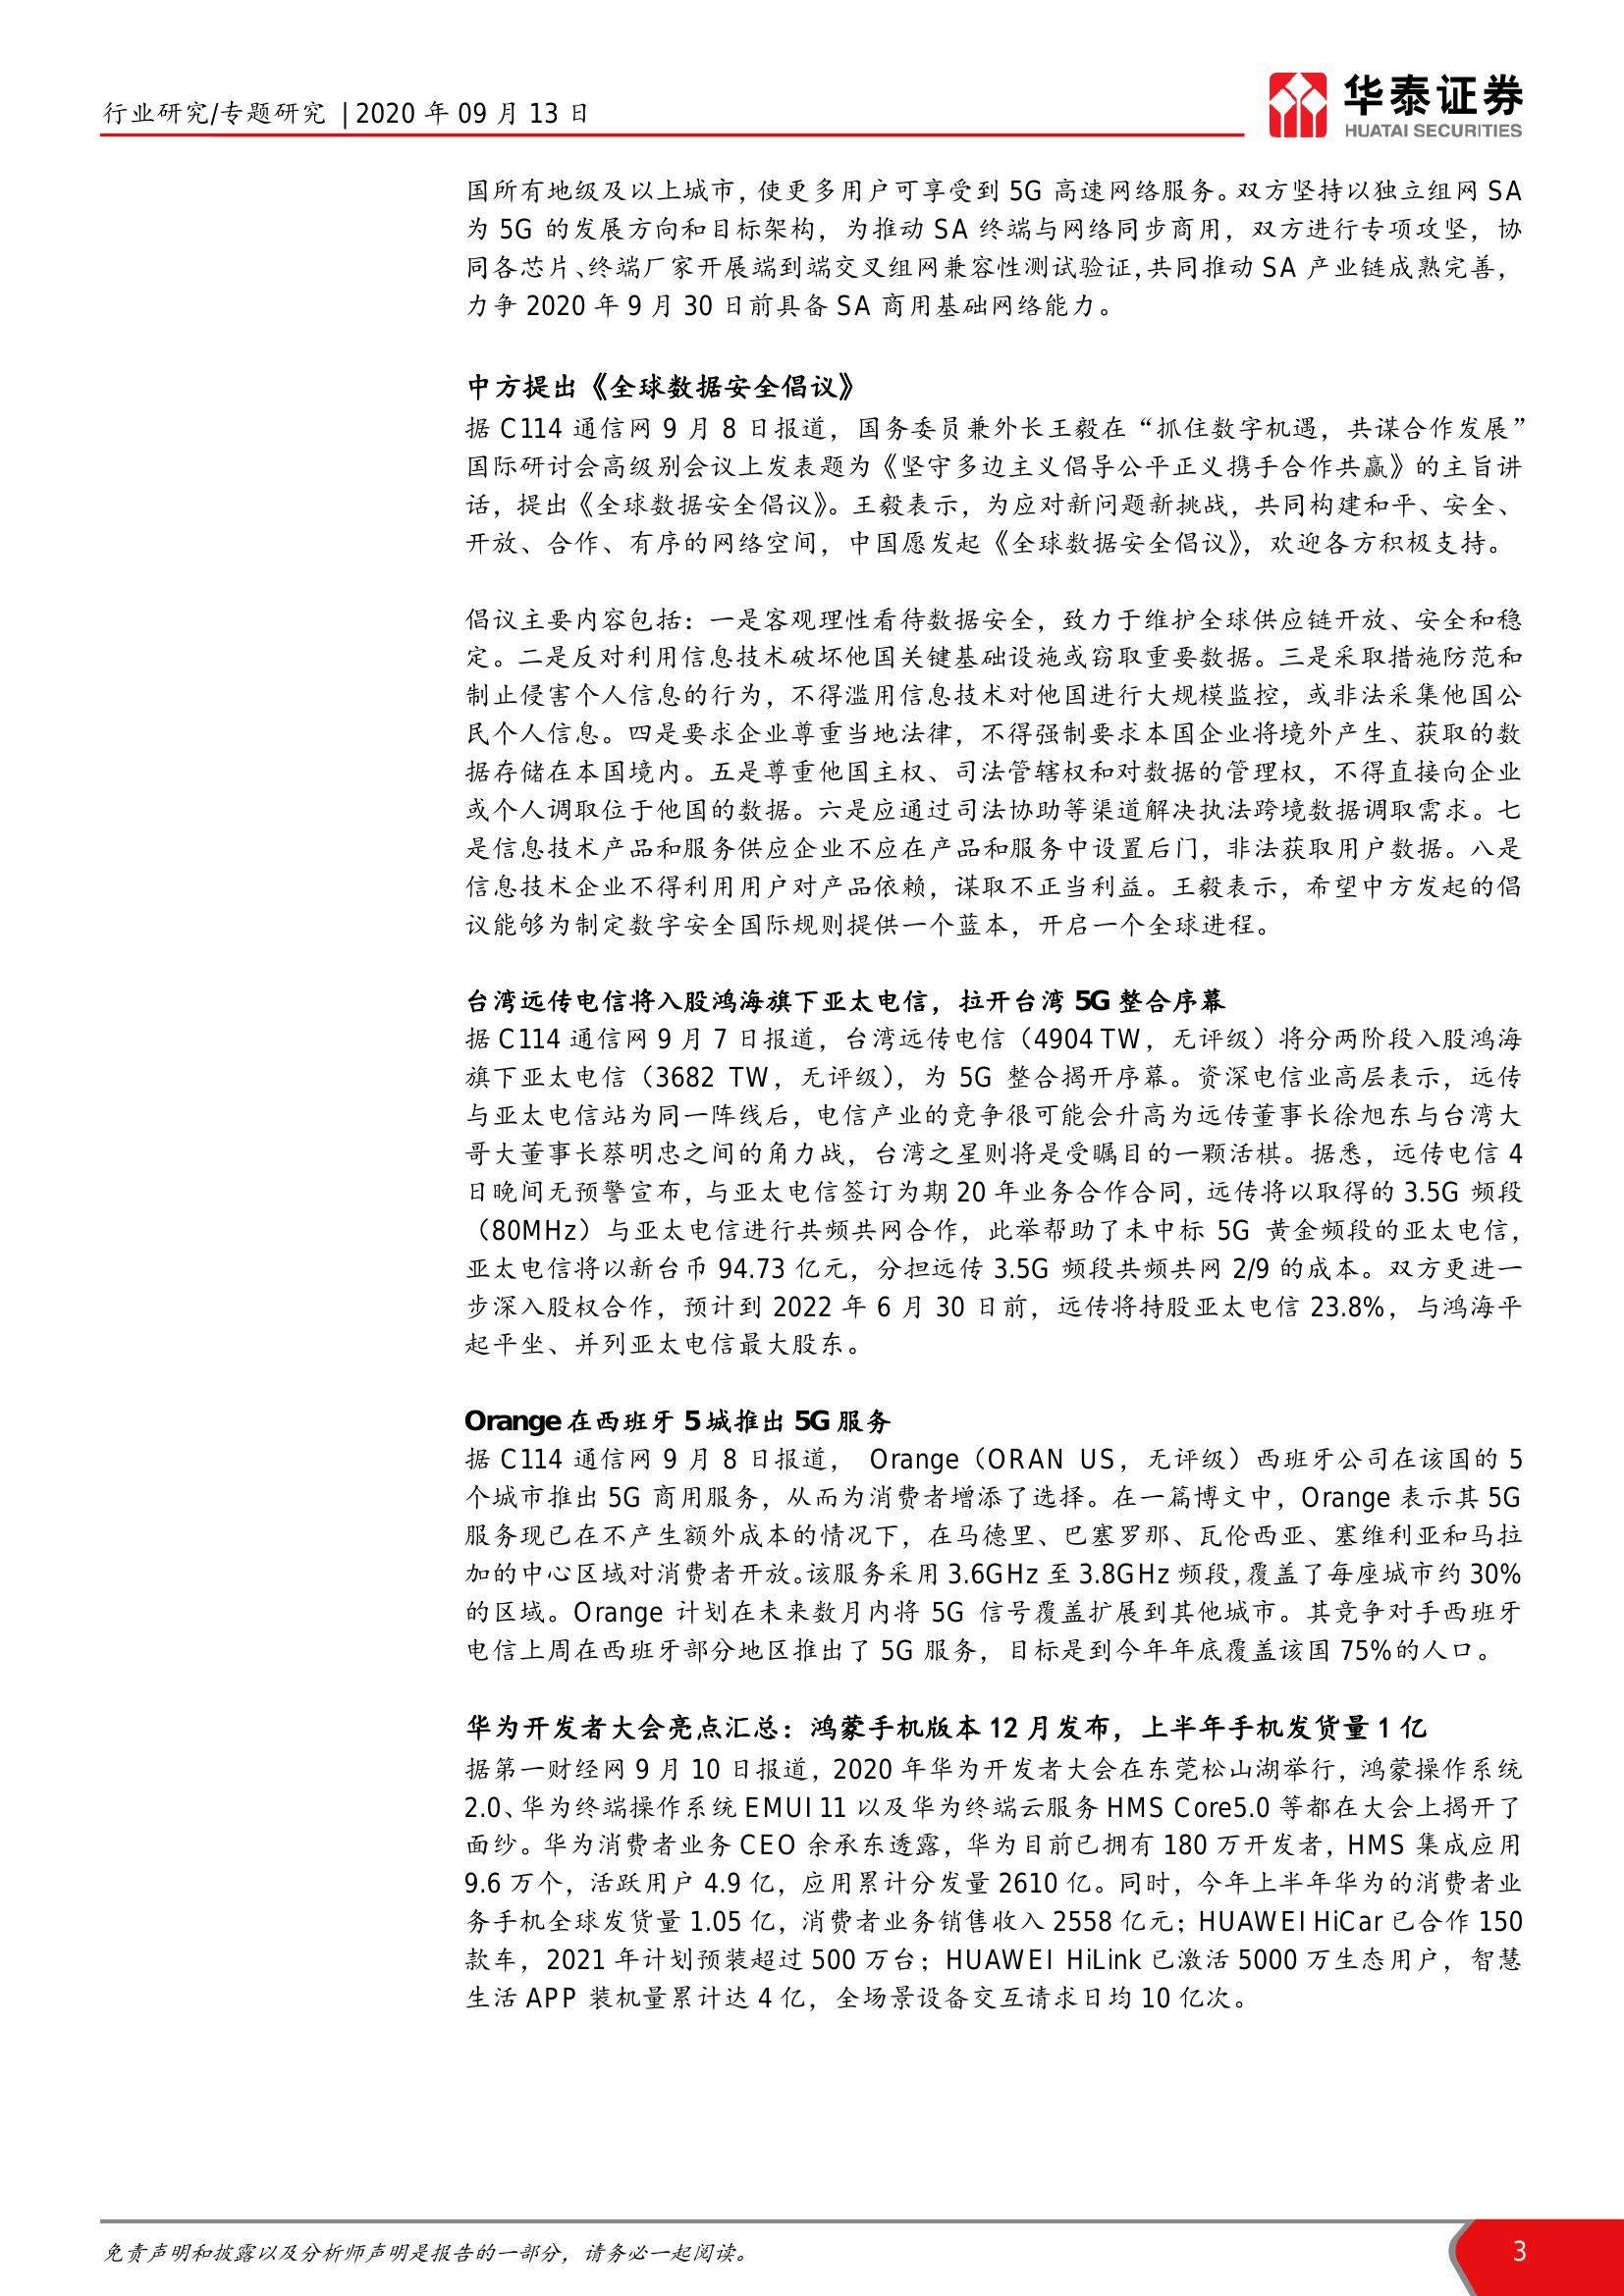 行业研究/专题研究 | 2020 年 09 月 13 日
华泰证券
HUATAI SECURITIES
国所有地级及以上城市，使更多用户可享受到 5G 高速网络服务。双方坚持以独立组网 SA
为 5G 的发展方向和目标架构，为推动 SA 终端与网络同步商用，双方进行专项攻坚，协
同各芯片、终端厂家开展端到端交叉组网兼容性测试验证，共同推动 SA 产业链成熟完善，
力争 2020 年 9 月 30 日前具备 SA 商用基础网络能力。
中方提出《全球数据安全倡议》
据 C114 通信网 9 月 8 日报道，国务委员兼外长王毅在“抓住数字机遇，共谋合作发展”
国际研讨会高级别会议上发表题为《坚守多边主义倡导公平正义携手合作共赢》的主旨讲
话，提出《全球数据安全倡议》。王毅表示，为应对新问题新挑战，共同构建和平、安全、
开放、合作、有序的网络空间，中国愿发起《全球数据安全倡议》，欢迎各方积极支持。
倡议主要内容包括：一是客观理性看待数据安全，致力于维护全球供应链开放、安全和稳
定。二是反对利用信息技术破坏他国关键基础设施或窃取重要数据。三是采取措施防范和
制止侵害个人信息的行为，不得滥用信息技术对他国进行大规模监控，或非法采集他国公
民个人信息。四是要求企业尊重当地法律，不得强制要求本国企业将境外产生、获取的数
据存储在本国境内。五是尊重他国主权、司法管辖权和对数据的管理权，不得直接向企业
或个人调取位于他国的数据。六是应通过司法协助等渠道解决执法跨境数据调取需求。七
是信息技术产品和服务供应企业不应在产品和服务中设置后门，非法获取用户数据。八是
信息技术企业不得利用用户对产品依赖，谋取不正当利益。王毅表示，希望中方发起的倡
议能够为制定数字安全国际规则提供一个蓝本，开启一个全球进程。
台湾远传电信将入股鸿海旗下亚太电信，拉开台湾 5G 整合序幕
据 C114 通信网 9 月 7 日报道，台湾远传电信（4904 TW，无评级）将分两阶段入股鸿海
旗下亚太电信（3682 TW，无评级），为 5G 整合揭开序幕。资深电信业高层表示，远传
与亚太电信站为同一阵线后，电信产业的竞争很可能会升高为远传董事长徐旭东与台湾大
哥大董事长蔡明忠之间的角力战，台湾之星则将是受瞩目的一颗活棋。据悉，远传电信 4
日晚间无预警宣布，与亚太电信签订为期 20 年业务合作合同，远传将以取得的 3.5G 频段
（80MHz）与亚太电信进行共频共网合作，此举帮助了未中标 5G 黄金频段的亚太电信，
亚太电信将以新台币 94.73 亿元，分担远传 3.5G 频段共频共网 2/9 的成本。双方更进一
步深入股权合作，预计到 2022 年 6 月 30 日前，远传将持股亚太电信 23.8%，与鸿海平
起平坐、并列亚太电信最大股东。
Orange 在西班牙 5 城推出 5G 服务
据 C114 通信网 9 月 8 日报道， Orange（ORAN US，无评级）西班牙公司在该国的 5
个城市推出 5G 商用服务，从而为消费者增添了选择。在一篇博文中，Orange 表示其 5G
服务现已在不产生额外成本的情况下，在马德里、巴塞罗那、瓦伦西亚、塞维利亚和马拉
加的中心区域对消费者开放。该服务采用 3.6GHz 至 3.8GHz 频段，覆盖了每座城市约 30%
的区域。Orange 计划在未来数月内将 5G 信号覆盖扩展到其他城市。其竞争对手西班牙
电信上周在西班牙部分地区推出了 5G 服务，目标是到今年年底覆盖该国 75%的人口。
华为开发者大会亮点汇总：鸿蒙手机版本 12 月发布，上半年手机发货量 1 亿
据第一财经网 9 月 10 日报道，2020 年华为开发者大会在东莞松山湖举行，鸿蒙操作系统
2.0、华为终端操作系统 EMUI 11 以及华为终端云服务 HMS Core5.0 等都在大会上揭开了
面纱。华为消费者业务 CEO 余承东透露，华为目前已拥有 180 万开发者，HMS 集成应用
9.6 万个，活跃用户 4.9 亿，应用累计分发量 2610 亿。同时，今年上半年华为的消费者业
务手机全球发货量 1.05 亿，消费者业务销售收入 2558 亿元；HUAWEI HiCar 已合作 150
款车，2021 年计划预装超过 500 万台；HUAWEI HiLink 已激活 5000 万生态用户，智慧
生活 APP 装机量累计达 4 亿，全场景设备交互请求日均 10 亿次。
免责声明和披露以及分析师声明是报告的一部分，请务必一起阅读。
3